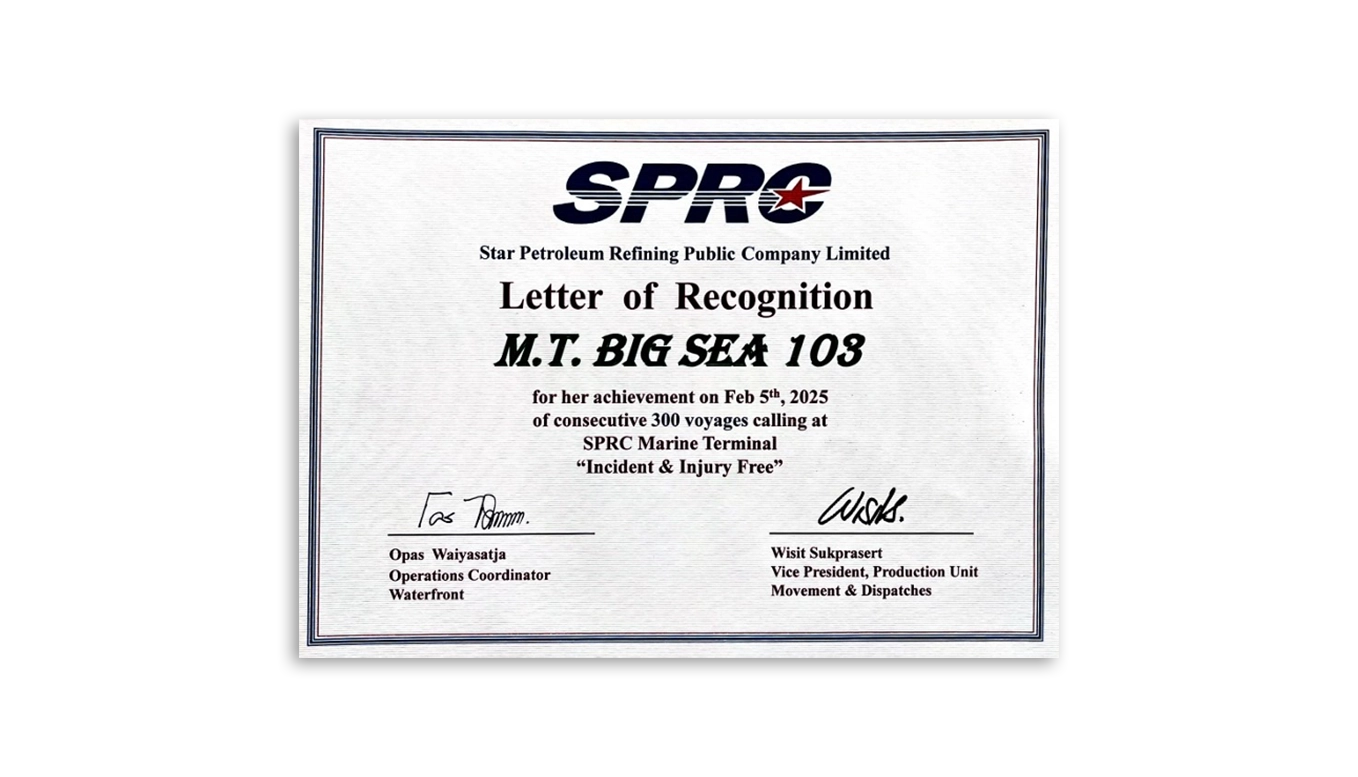 SPRC
Star Petroleum Refining Public Company Limited
Letter of Recognition
M.T. BIG SEA 103
for her achievement on Feb 5th, 2025
of consecutive 300 voyages calling at
SPRC Marine Terminal
“Incident & Injury Free”
Wisit.
Opas Waiyasatja
Operations Coordinator
Waterfront
Wisit Sukprasert
Vice President, Production Unit
Movement & Dispatches